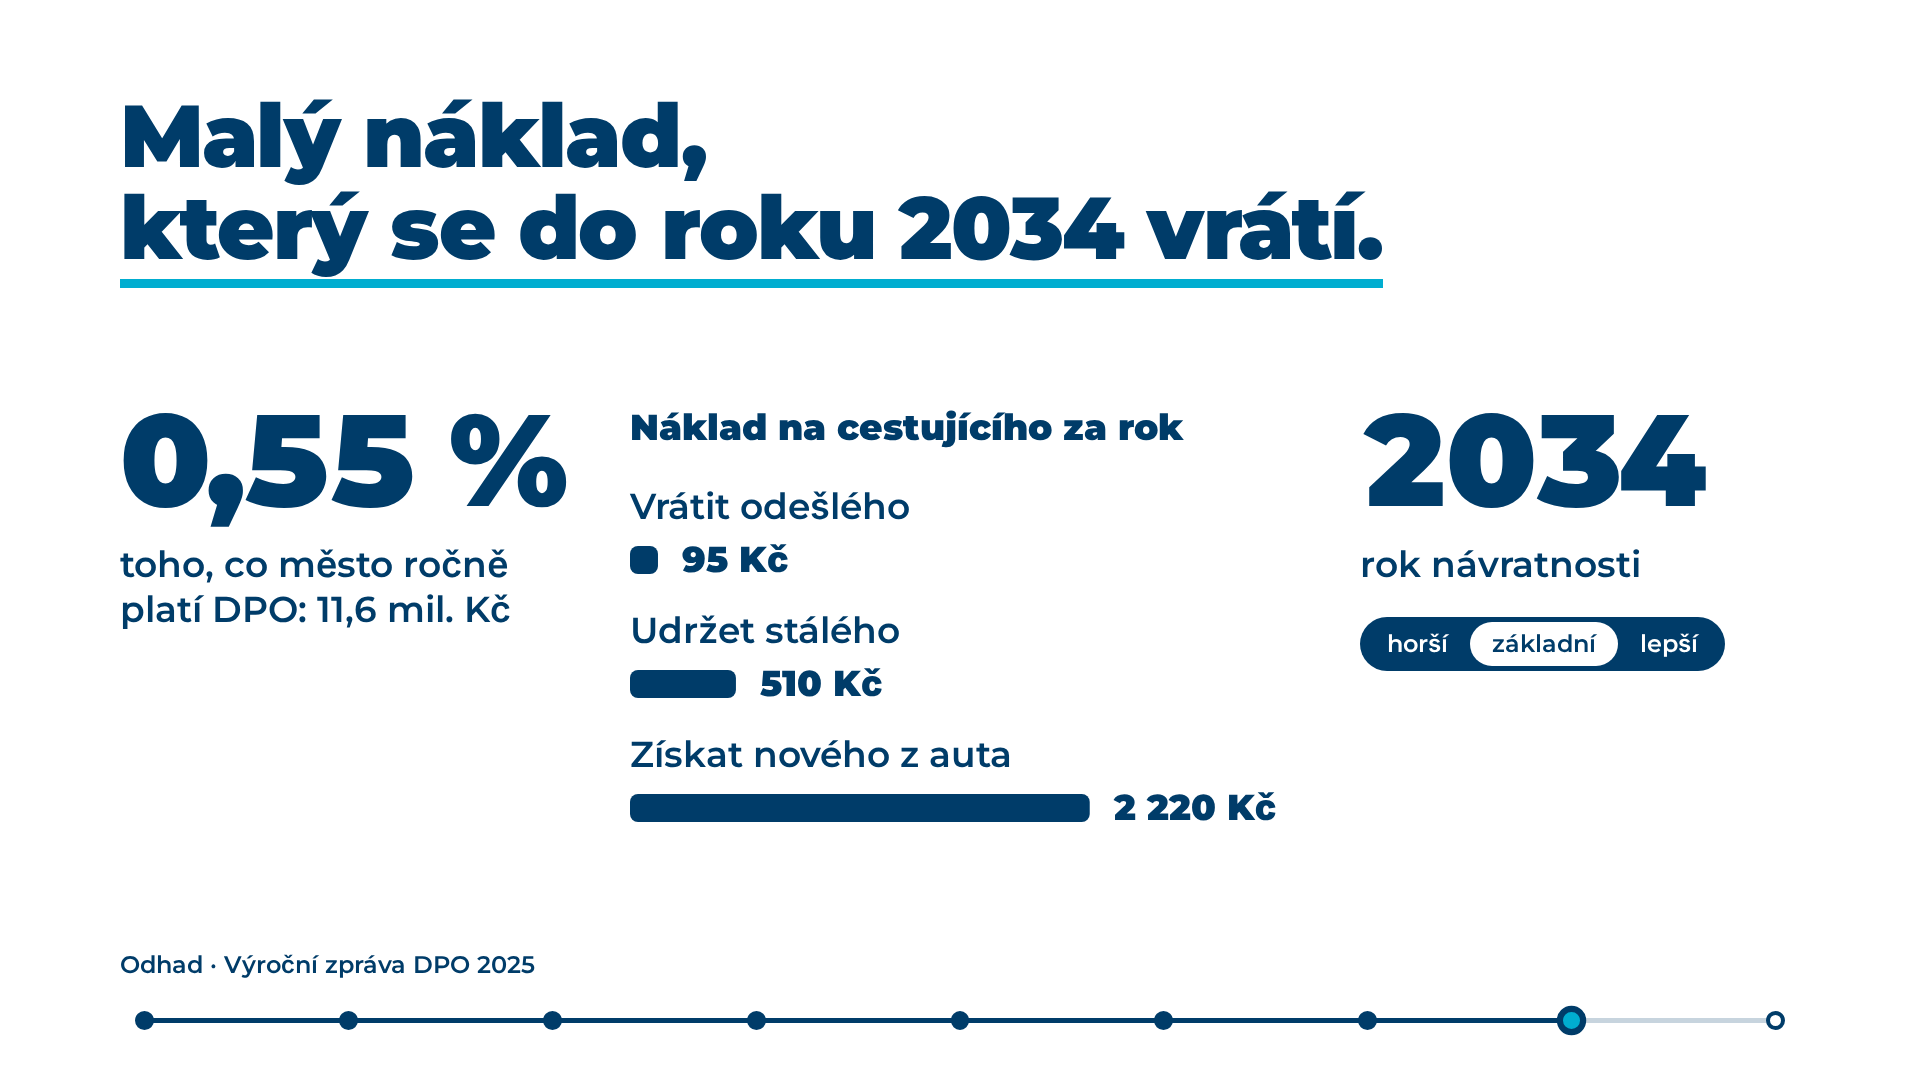 Malý náklad,
který se do roku 2034 vrátí.
0,55 %
toho, co město ročně
platí DPO: 11,6 mil. Kč
Náklad na cestujícího za rok
Vrátit odešlého
95 Kč
Udržet stálého
510 Kč
Získat nového z auta
2 220 Kč
2034
rok návratnosti
horší základní lepší
Odhad · Výroční zpráva DPO 2025